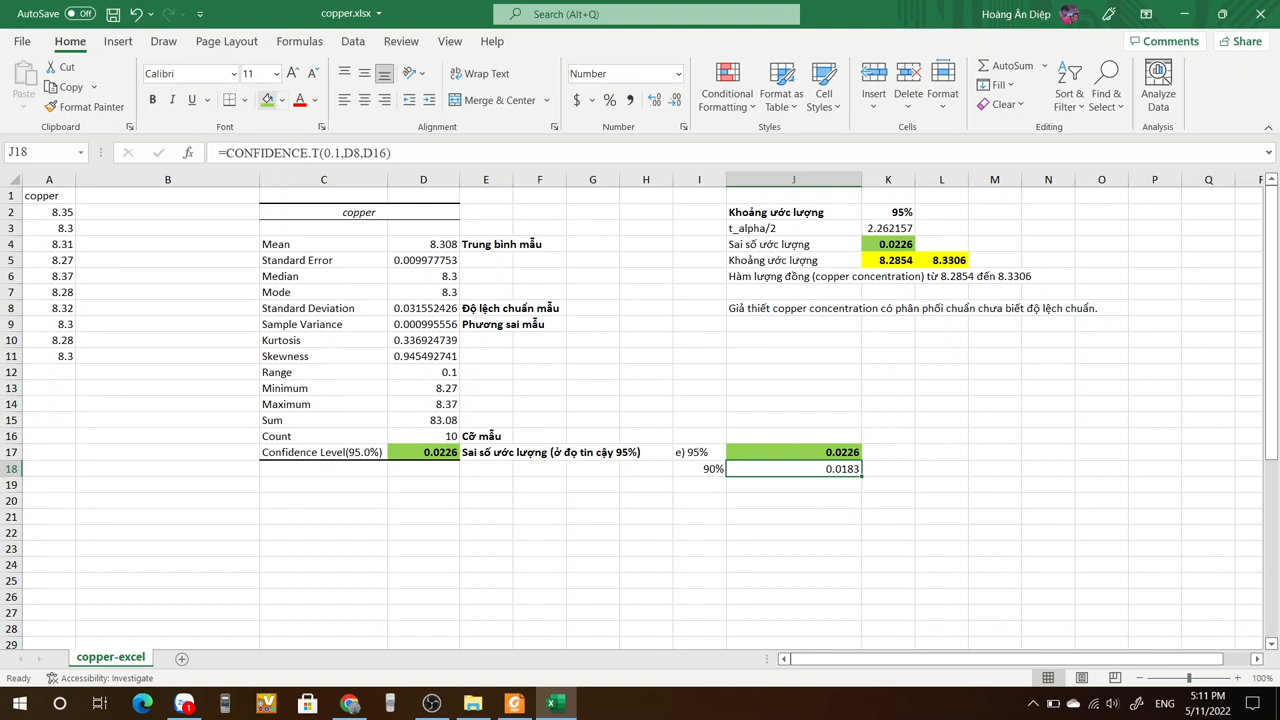 AutoSave Off copper.xlsx Search (Alt+Q) Hoàng Ân Diệp
File Home Insert Draw Page Layout Formulas Data Review View Help Comments Share
Paste Cut Copy Format Painter Clipboard
Calibri 11 B I U A Font
Wrap Text Merge & Center Alignment
Number $ % Number
Conditional Formatting Format as Table Cell Styles Styles
Insert Delete Format Cells
AutoSum Fill Clear Sort & Filter Find & Select Editing
Analyze Data Analysis
J18 fx =CONFIDENCE.T(0.1,D8,D16)
A B C D E F G H I J K L M N O P Q
1 copper
2 8.35 copper Khoảng ước lượng 95%
3 8.3 t_alpha/2 2.262157
4 8.31 Mean 8.308 Trung bình mẫu Sai số ước lượng 0.0226
5 8.27 Standard Error 0.009977753 Khoảng ước lượng 8.2854 8.3306
6 8.37 Median 8.3 Hàm lượng đồng (copper concentration) từ 8.2854 đến 8.3306
7 8.28 Mode 8.3
8 8.32 Standard Deviation 0.031552426 Độ lệch chuẩn mẫu Giả thiết copper concentration có phân phối chuẩn chưa biết độ lệch chuẩn.
9 8.3 Sample Variance 0.000995556 Phương sai mẫu
10 8.28 Kurtosis 0.336924739
11 8.3 Skewness 0.945492741
12 Range 0.1
13 Minimum 8.27
14 Maximum 8.37
15 Sum 83.08
16 Count 10 Cỡ mẫu
17 Confidence Level(95.0%) 0.0226 Sai số ước lượng (ở đọ tin cậy 95%) e) 95% 0.0226
18 90% 0.0183
19
20
21
22
23
24
25
26
27
28
29
copper-excel
Ready Accessibility: Investigate 100%
5:11 PM
5/11/2022